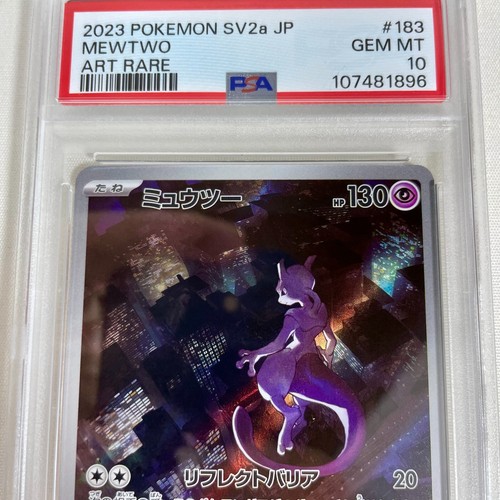 2023 POKEMON SV2a JP #183
MEWTWO GEM MT
ART RARE PSA 10
107481896
たね ミュウツー HP 130
リフレクトバリア 20